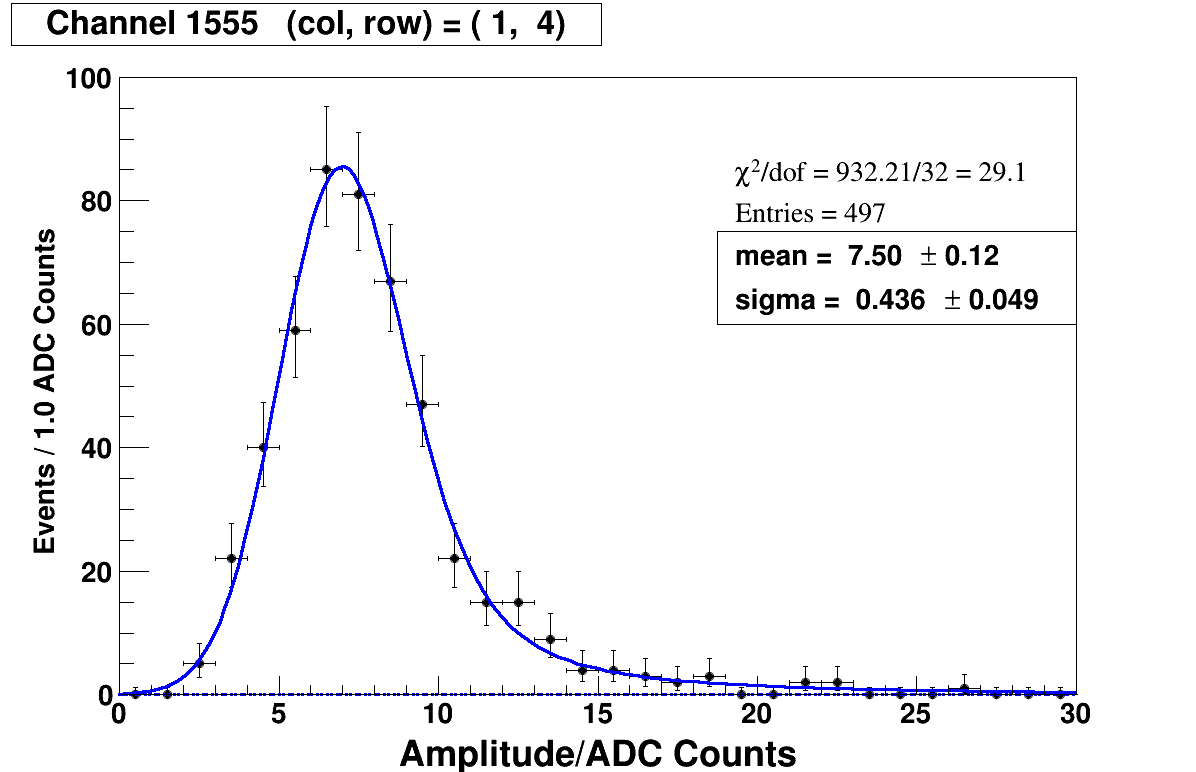 Channel 1555 (col, row) = ( 1, 4)
100
80
60
40
20
0
Events / 1.0 ADC Counts
χ²/dof = 932.21/32 = 29.1
Entries = 497
mean = 7.50 ± 0.12
sigma = 0.436 ± 0.049
0 5 10 15 20 25 30
Amplitude/ADC Counts